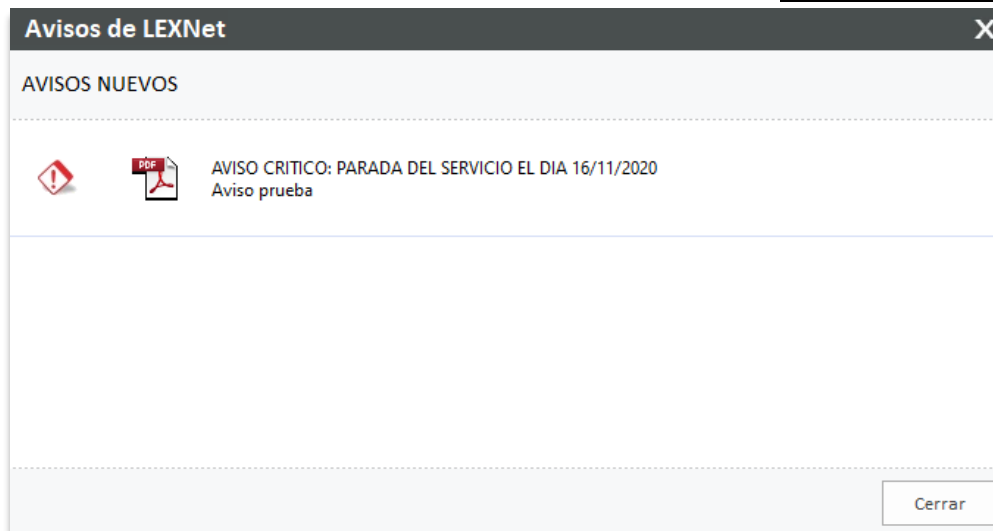 Avisos de LEXNet X
AVISOS NUEVOS
PDF
AVISO CRITICO: PARADA DEL SERVICIO EL DIA 16/11/2020
Aviso prueba
Cerrar